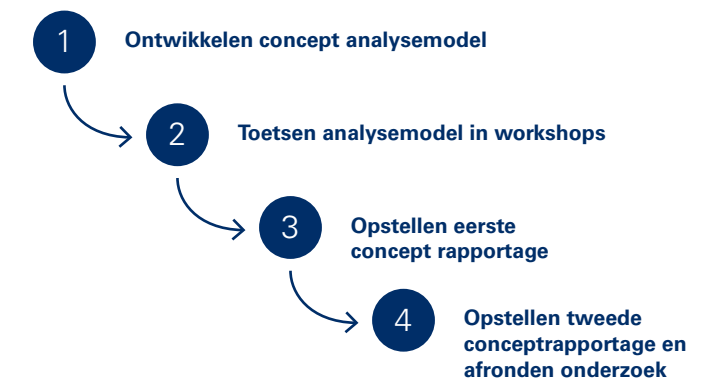 1
Ontwikkelen concept analysemodel
2
Toetsen analysemodel in workshops
3
Opstellen eerste
concept rapportage
4
Opstellen tweede
conceptrapportage en
afronden onderzoek